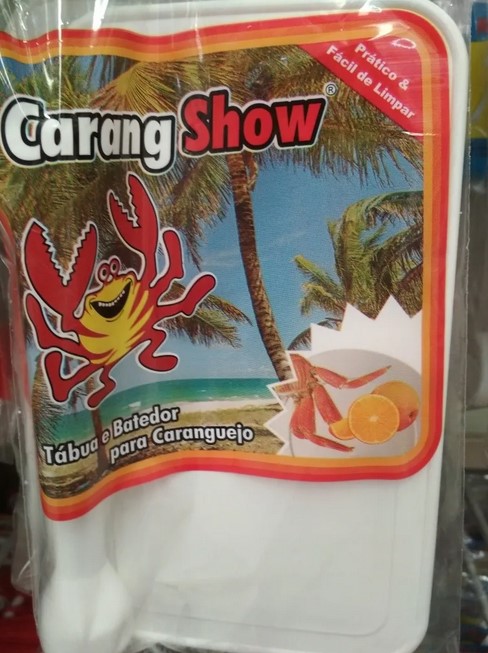 Prático &
Fácil de Limpar
Carang Show®
Tábua e Batedor
para Caranguejo